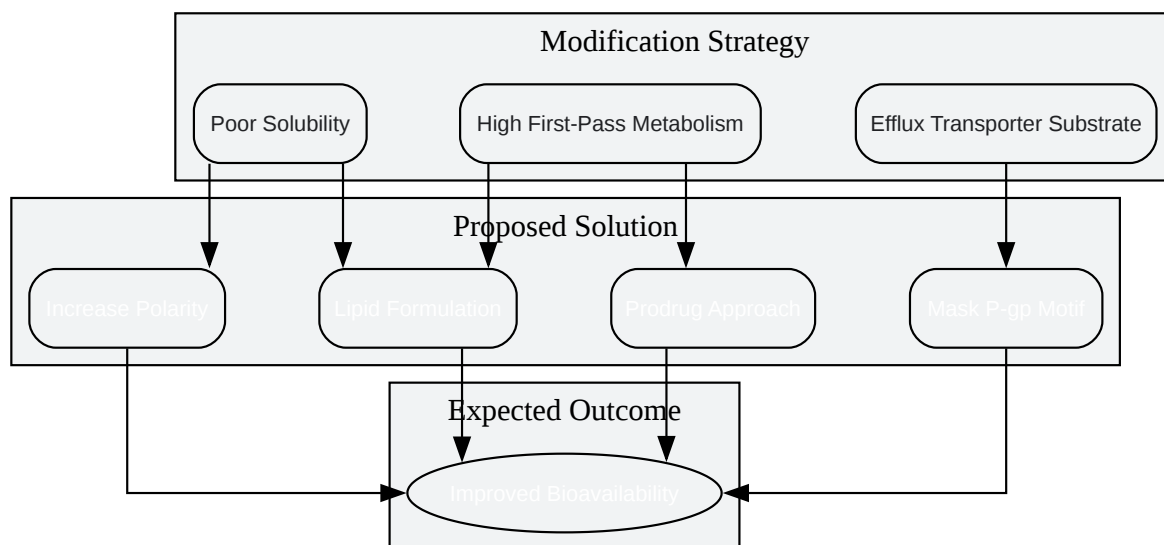 Modification Strategy
Poor Solubility
High First-Pass Metabolism
Efflux Transporter Substrate
Proposed Solution
Increase Polarity
Lipid Formulation
Prodrug Approach
Mask P-gp Motif
Expected Outcome
Improved Bioavailability